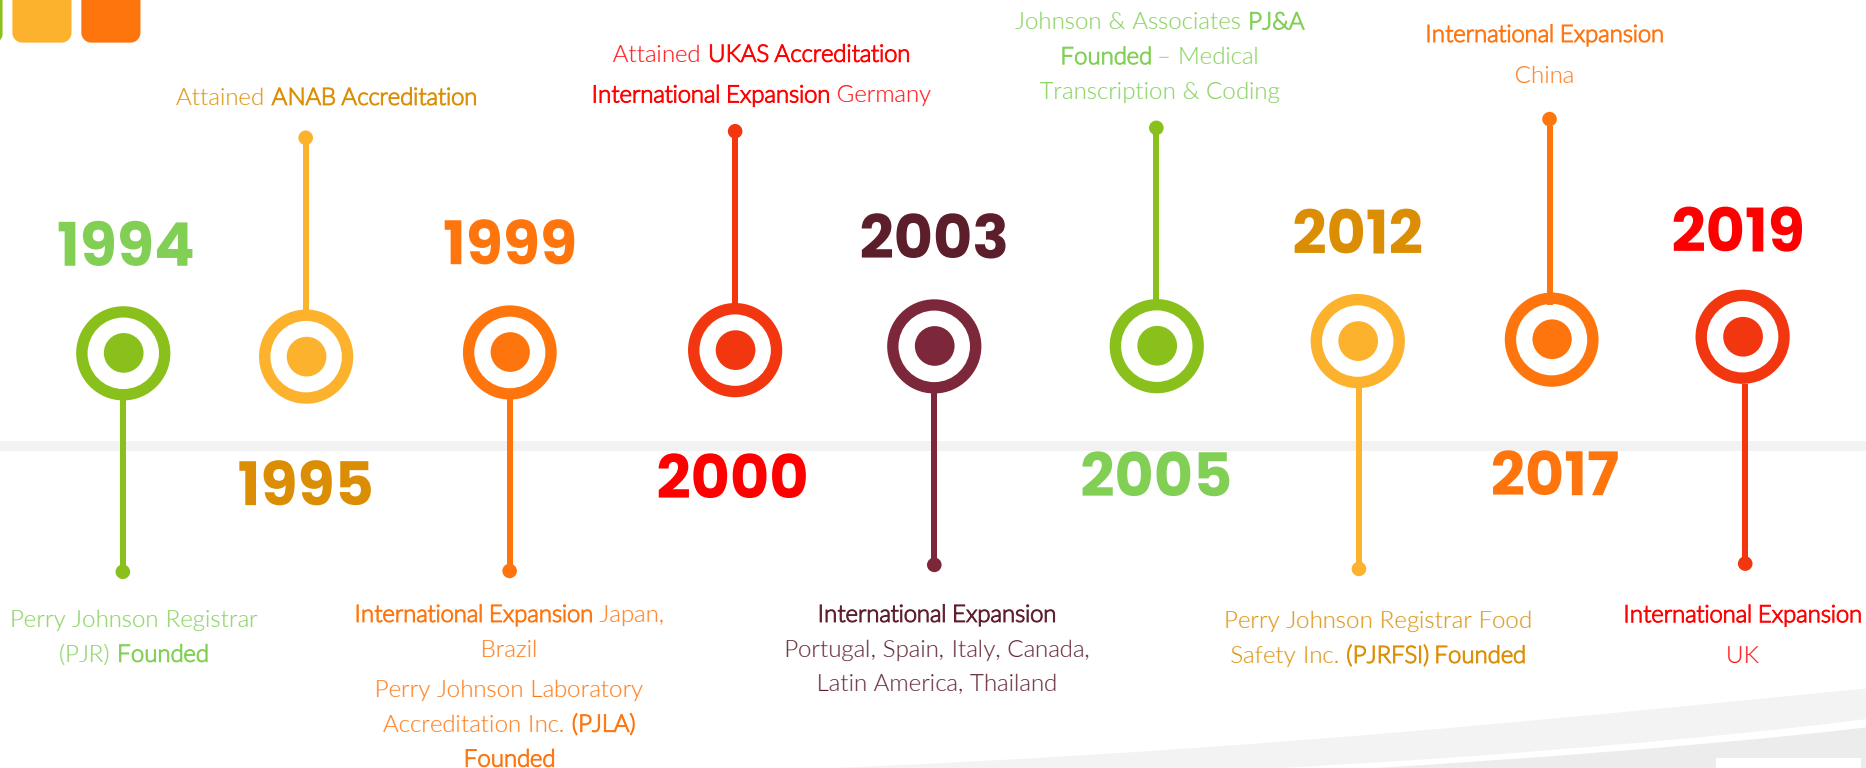 1994
Perry Johnson Registrar
(PJR) Founded
Attained ANAB Accreditation
1995
1999
International Expansion Japan,
Brazil
Perry Johnson Laboratory
Accreditation Inc. (PJLA)
Founded
Attained UKAS Accreditation
International Expansion Germany
2000
2003
International Expansion
Portugal, Spain, Italy, Canada,
Latin America, Thailand
Johnson & Associates PJ&A
Founded – Medical
Transcription & Coding
2005
2012
Perry Johnson Registrar Food
Safety Inc. (PJRFSI) Founded
International Expansion
China
2017
2019
International Expansion
UK